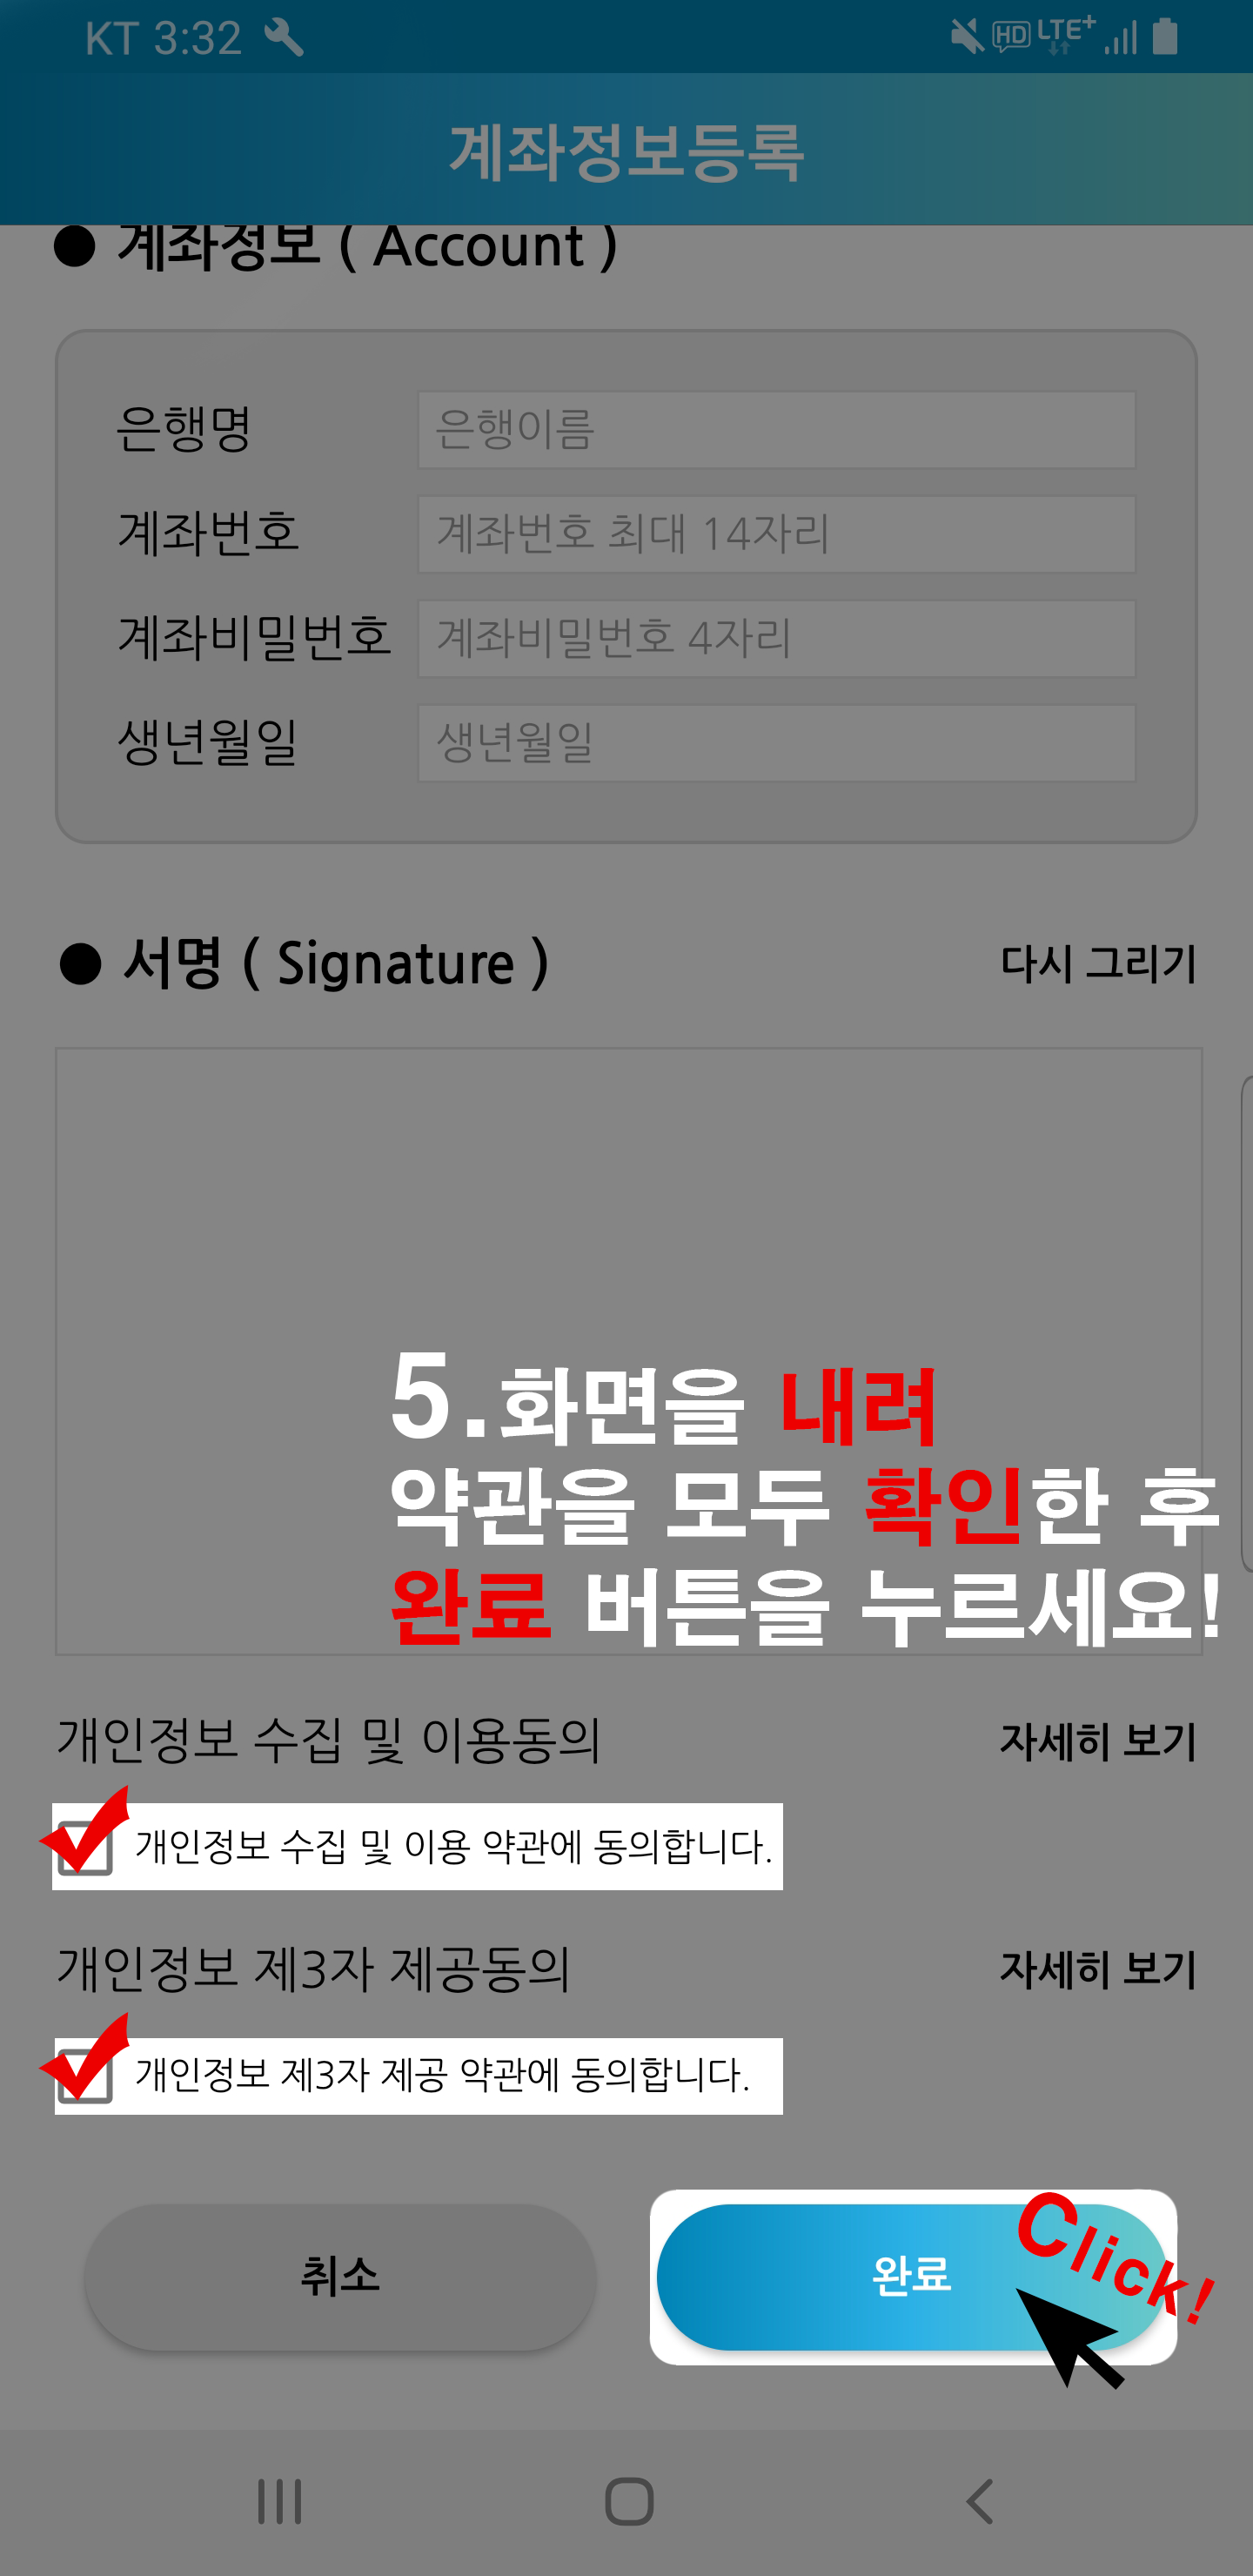 KT 3:32 HD LTE+
계좌정보등록
● 계좌정보 ( Account )
은행명 은행이름
계좌번호 계좌번호 최대 14자리
계좌비밀번호 계좌비밀번호 4자리
생년월일 생년월일
● 서명 ( Signature ) 다시 그리기
5.화면을 내려
약관을 모두 확인한 후
완료 버튼을 누르세요!
개인정보 수집 및 이용동의 자세히 보기
개인정보 수집 및 이용 약관에 동의합니다.
개인정보 제3자 제공동의 자세히 보기
개인정보 제3자 제공 약관에 동의합니다.
취소 완료 Click!